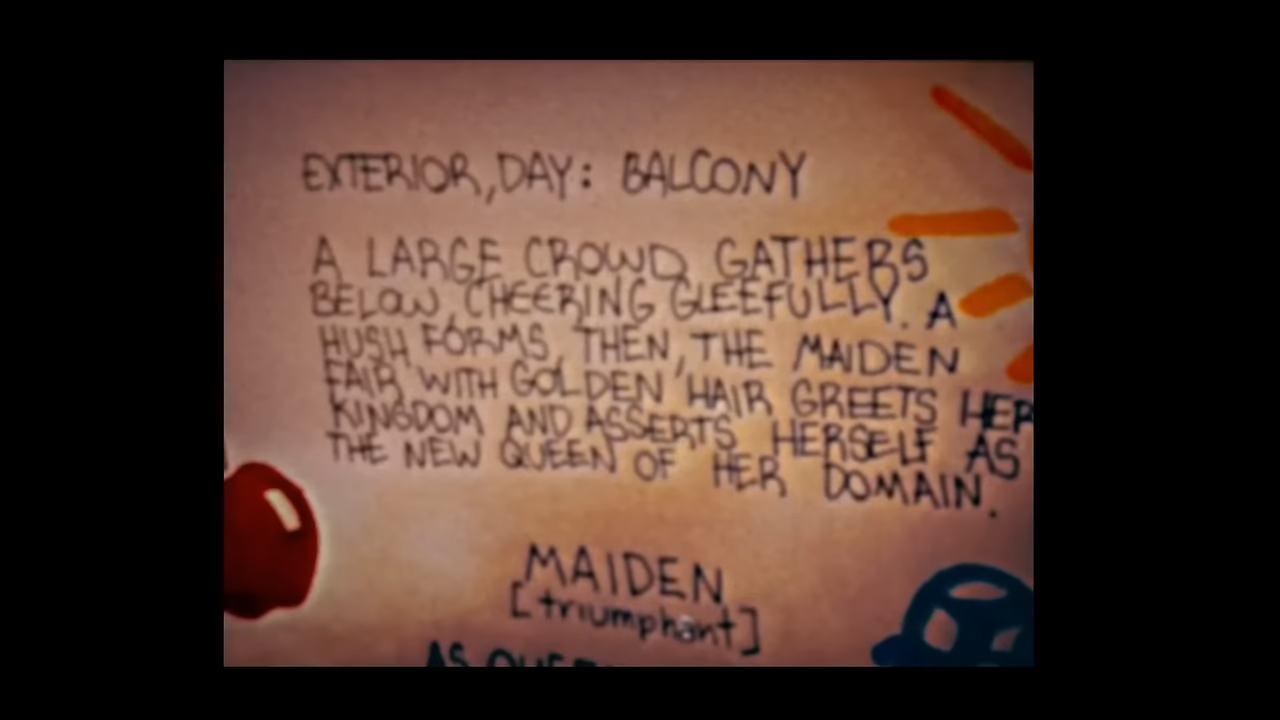 EXTERIOR, DAY: BALCONY
A LARGE CROWD GATHERS
BELOW, CHEERING GLEEFULLY. A
HUSH FORMS, THEN, THE MAIDEN
FAIR WITH GOLDEN HAIR GREETS HER
KINGDOM AND ASSERTS HERSELF AS
THE NEW QUEEN OF HER DOMAIN.
MAIDEN
[triumphant]
AS